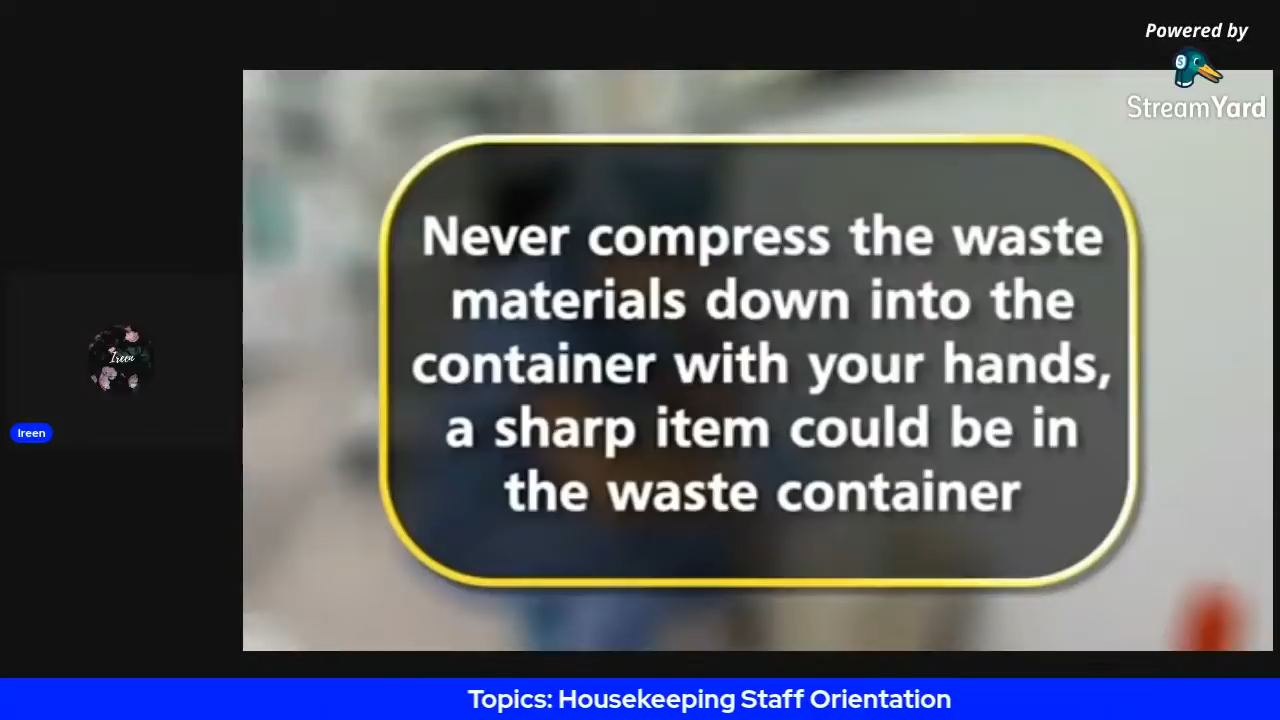 Powered by
StreamYard
Never compress the waste
materials down into the
container with your hands,
a sharp item could be in
the waste container
Ireen
Ireen
Topics: Housekeeping Staff Orientation